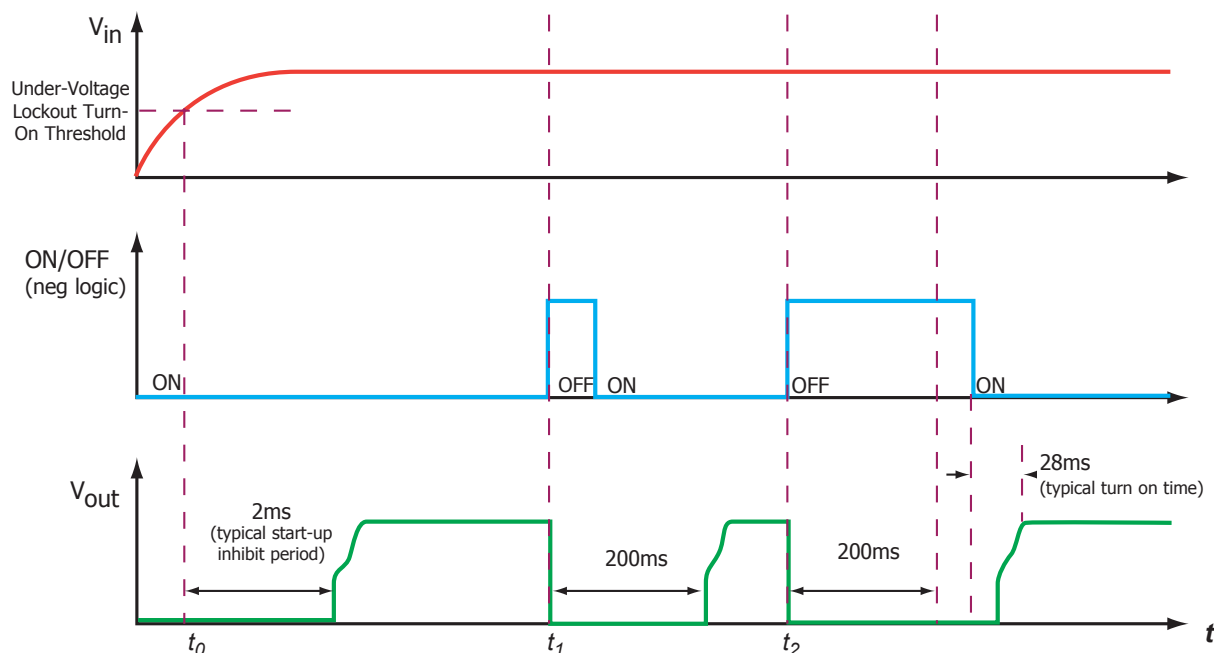 Vin
Under-Voltage
Lockout Turn-
On Threshold
ON/OFF
(neg logic)
ON
OFF
ON
OFF
ON
Vout
2ms
(typical start-up
inhibit period)
200ms
200ms
28ms
(typical turn on time)
t0
t1
t2
t